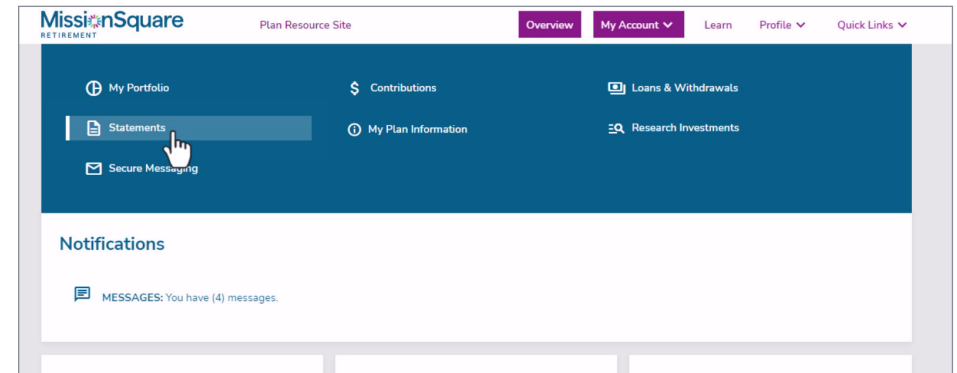 MissionSquare
RETIREMENT
Plan Resource Site
Overview
My Account
Learn
Profile
Quick Links
My Portfolio
Contributions
Loans & Withdrawals
Statements
My Plan Information
Research Investments
Secure Messaging
Notifications
MESSAGES: You have (4) messages.